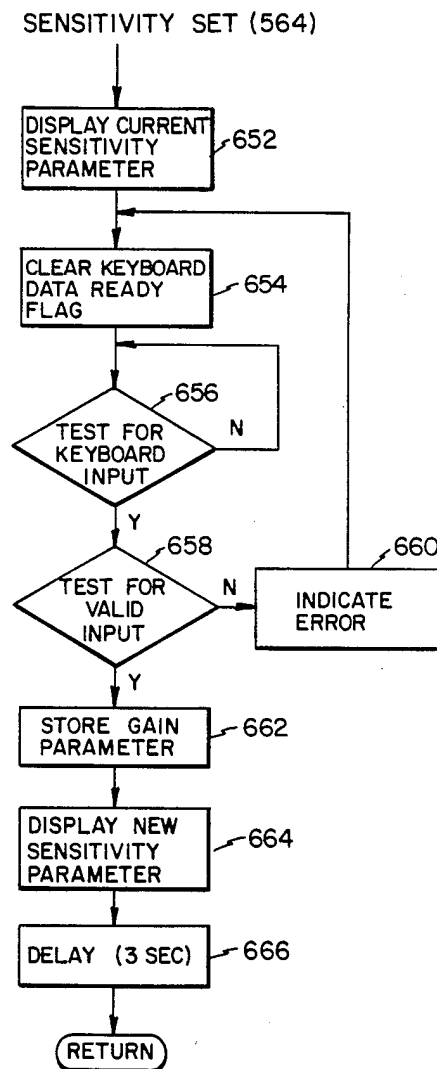 SENSITIVITY SET (564)
DISPLAY CURRENT
SENSITIVITY
PARAMETER
652
CLEAR KEYBOARD
DATA READY
FLAG
654
656
TEST FOR
KEYBOARD
INPUT
N
Y
658
TEST FOR
VALID
INPUT
N
660
INDICATE
ERROR
Y
STORE GAIN
PARAMETER
662
DISPLAY NEW
SENSITIVITY
PARAMETER
664
DELAY (3 SEC)
666
RETURN